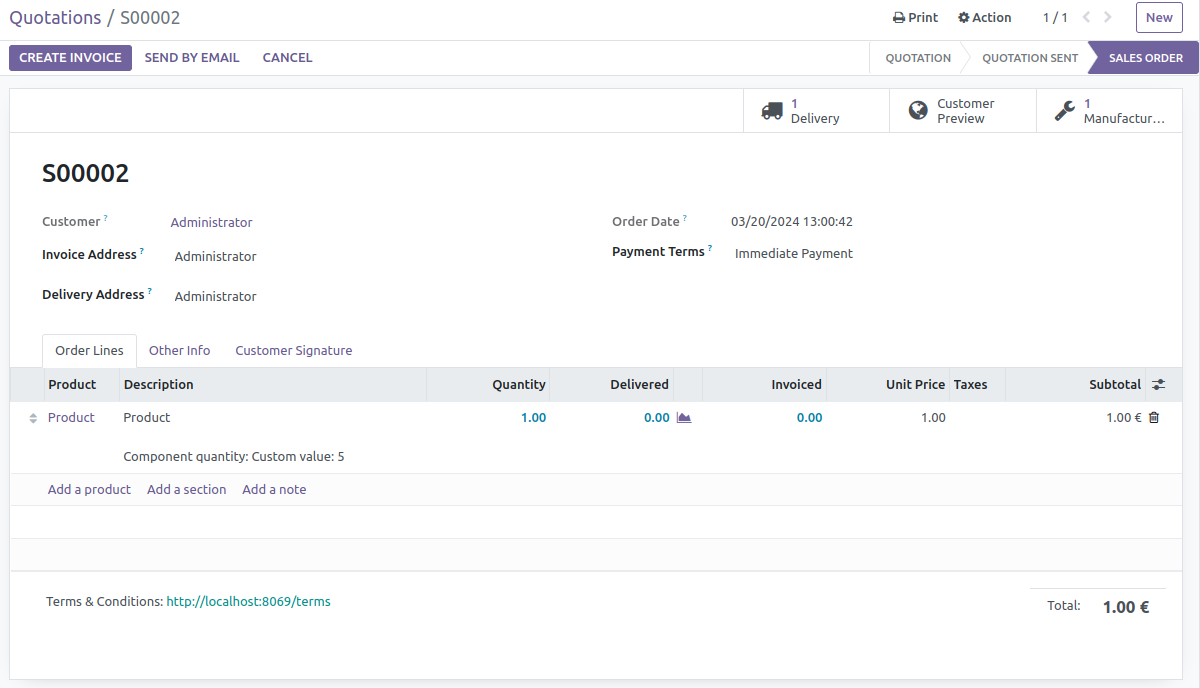 Quotations / S00002
Print Action 1 / 1 New
CREATE INVOICE SEND BY EMAIL CANCEL
QUOTATION QUOTATION SENT SALES ORDER
1 Delivery
Customer Preview
1 Manufactur...
S00002
Customer ? Administrator
Order Date ? 03/20/2024 13:00:42
Invoice Address ? Administrator
Payment Terms ? Immediate Payment
Delivery Address ? Administrator
Order Lines Other Info Customer Signature
Product Description Quantity Delivered Invoiced Unit Price Taxes Subtotal
Product Product 1.00 0.00 0.00 1.00 1.00 €
Component quantity: Custom value: 5
Add a product Add a section Add a note
Terms & Conditions: http://localhost:8069/terms
Total: 1.00 €